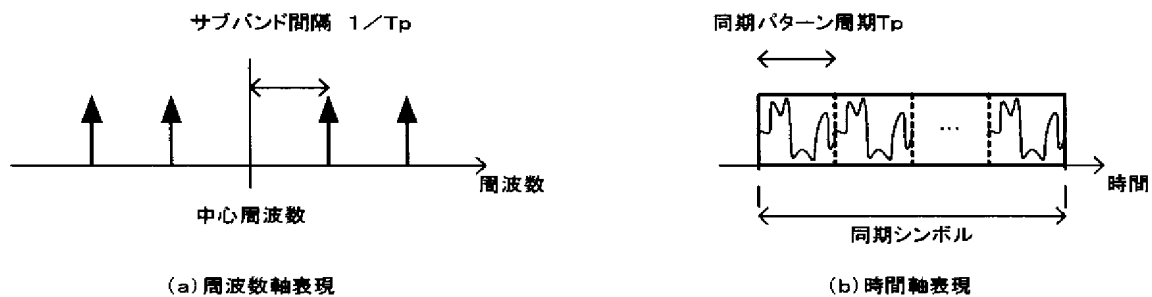 サブバンド間隔 1／Tp
周波数
中心周波数
(a)周波数軸表現
同期パターン周期Tp
...
時間
同期シンボル
(b)時間軸表現